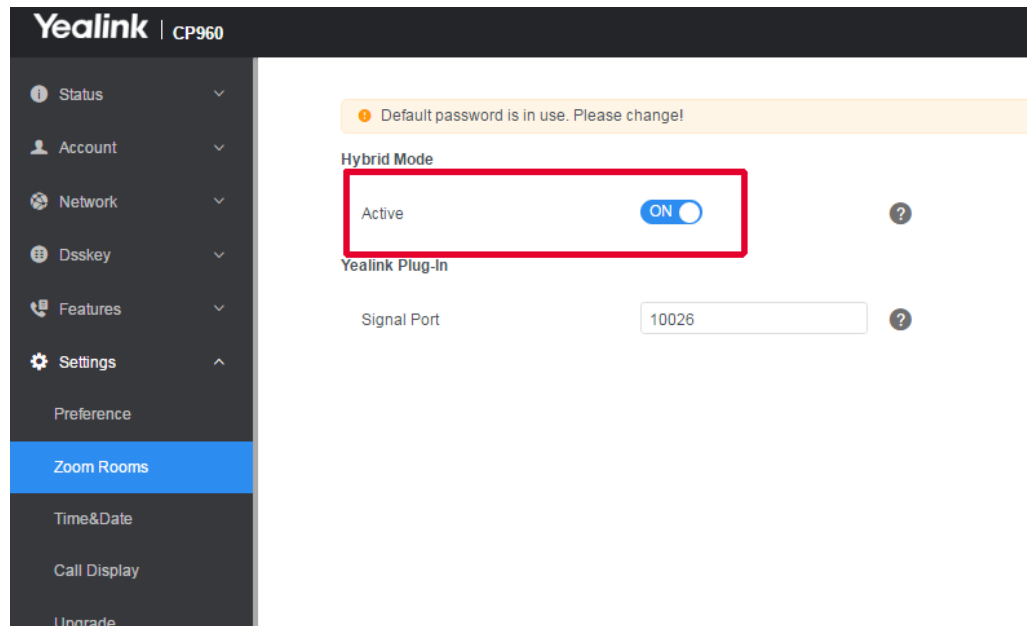 Yealink | CP960
Status
Account
Network
Dsskey
Features
Settings
Preference
Zoom Rooms
Time&Date
Call Display
Upgrade
Default password is in use. Please change!
Hybrid Mode
Active
ON
?
Yealink Plug-In
Signal Port
10026
?